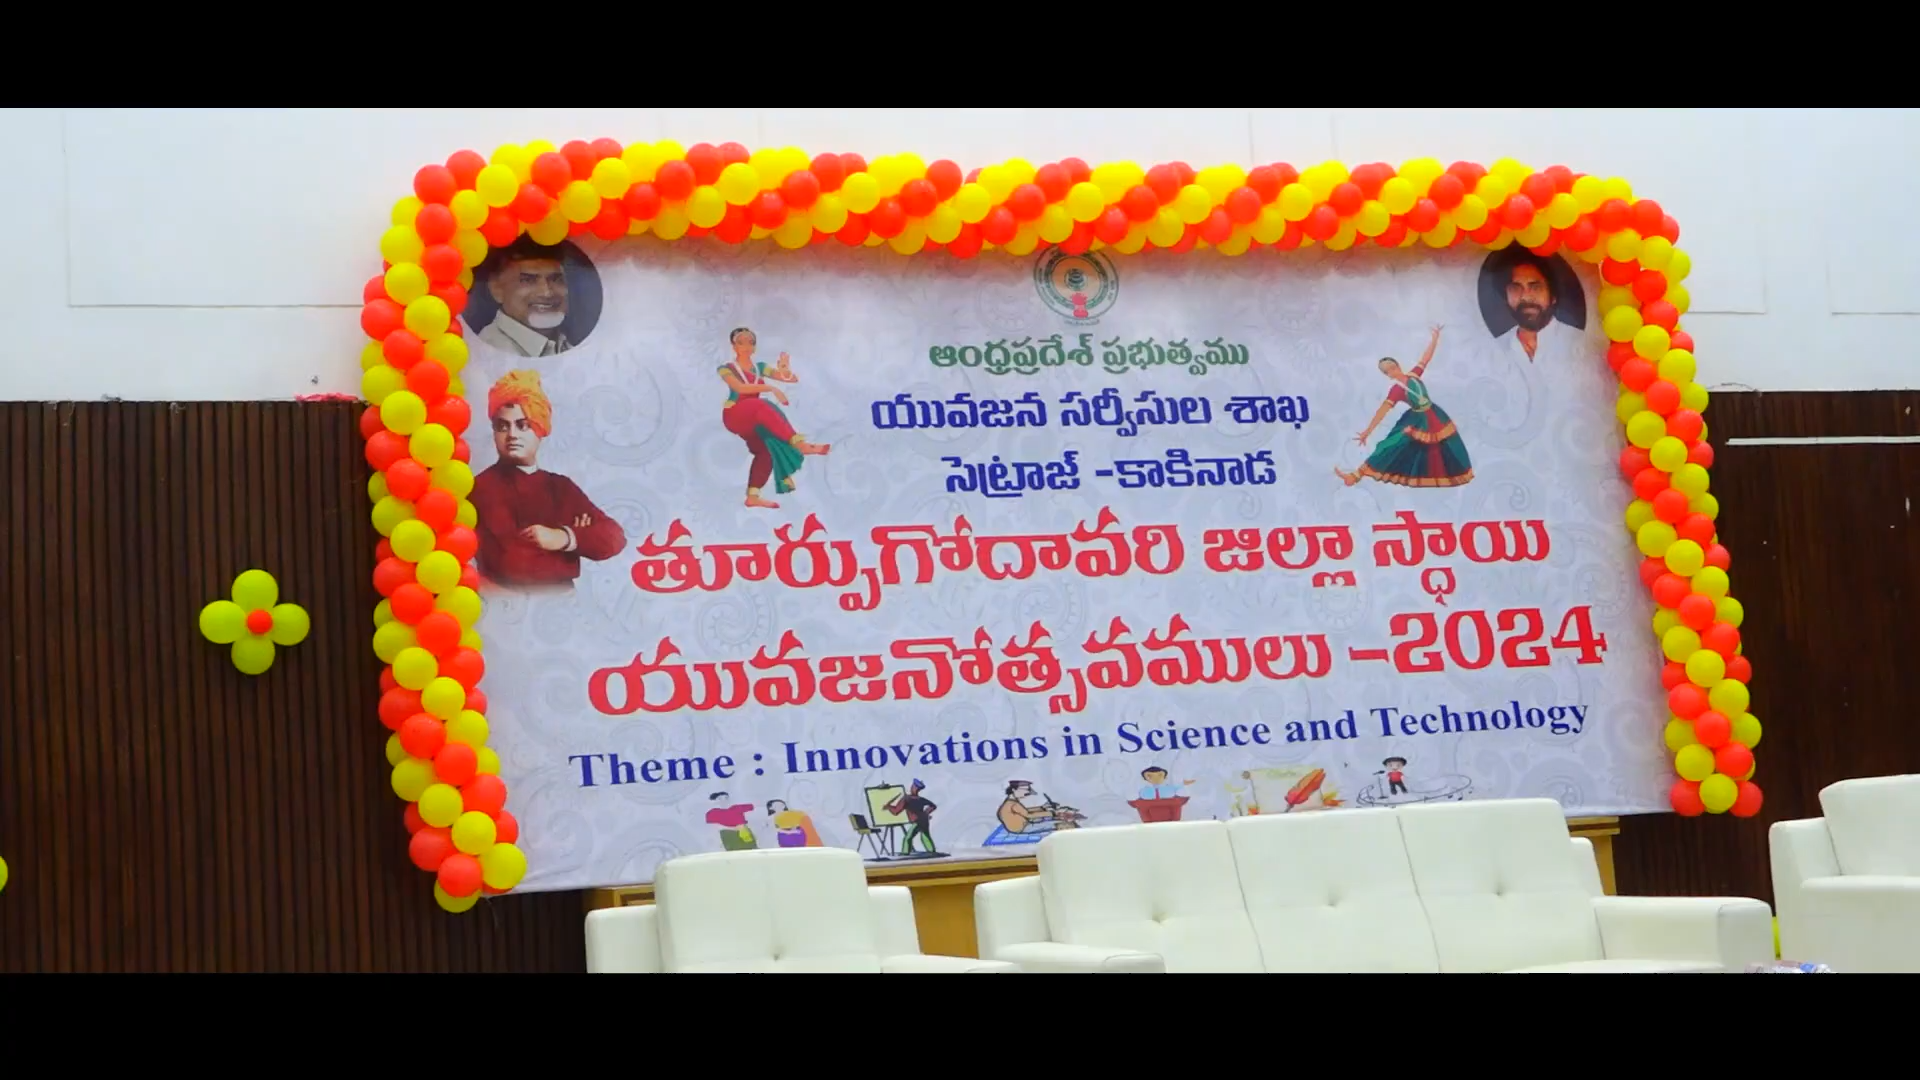 ఆంధ్రప్రదేశ్ ప్రభుత్వము
యువజన సర్వీసుల శాఖ
సెట్రాజ్ -కాకినాడ
తూర్పుగోదావరి జిల్లా స్థాయి
యువజనోత్సవములు -2024
Theme : Innovations in Science and Technology